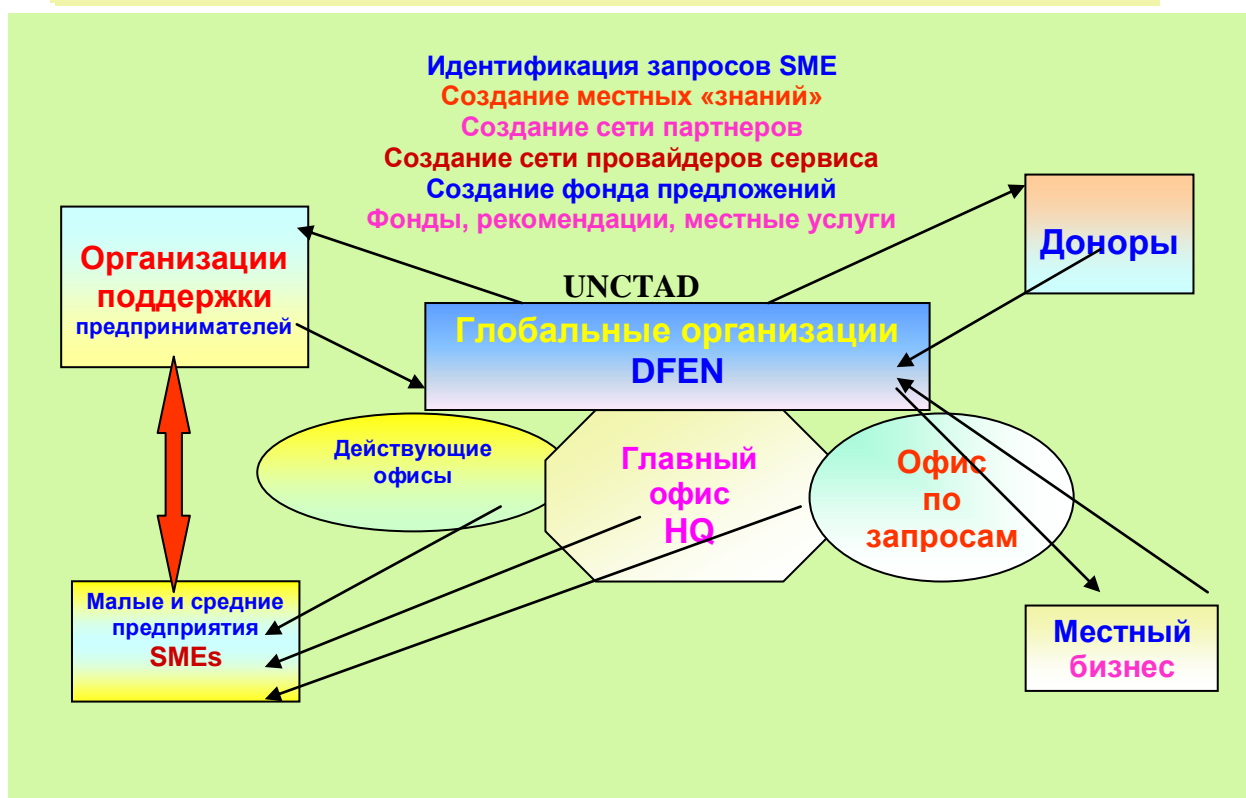 Идентификация запросов SME
Создание местных «знаний»
Создание сети партнеров
Создание сети провайдеров сервиса
Создание фонда предложений
Фонды, рекомендации, местные услуги
Организации
поддержки
предпринимателей
Доноры
UNCTAD
Глобальные организации
DFEN
Действующие
офисы
Главный
офис
HQ
Офис
по
запросам
Малые и средние
предприятия
SMEs
Местный
бизнес